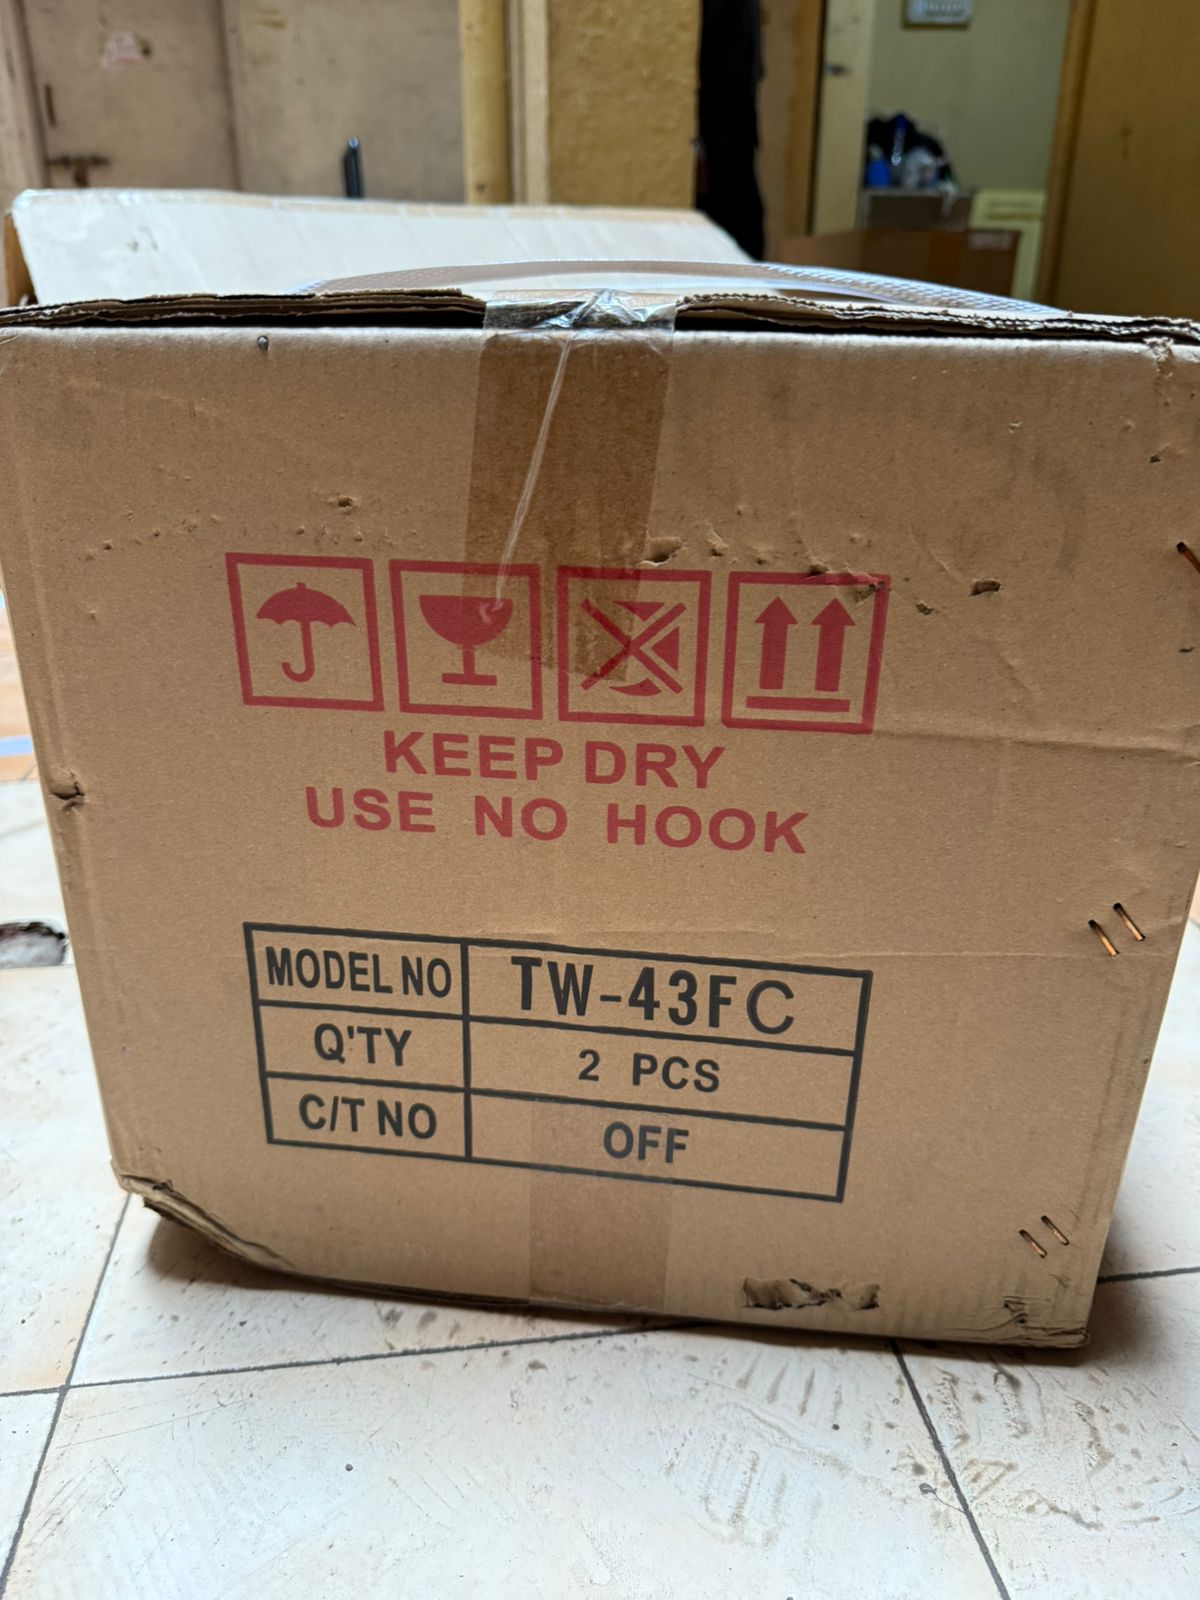 KEEP DRY
USE NO HOOK
MODEL NO TW-43FC
Q'TY 2 PCS
C/T NO OFF